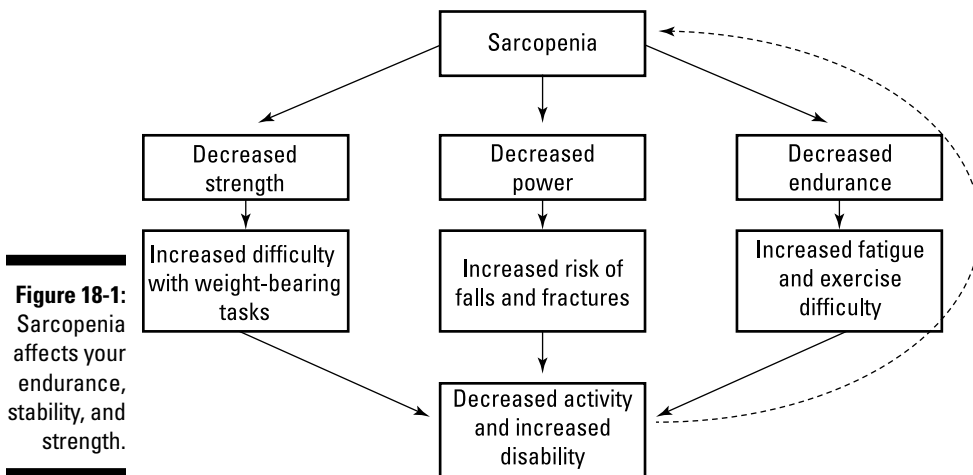 Sarcopenia
Decreased
strength
Decreased
power
Decreased
endurance
Increased difficulty
with weight-bearing
tasks
Increased risk of
falls and fractures
Increased fatigue
and exercise
difficulty
Decreased activity
and increased
disability
Figure 18-1:
Sarcopenia
affects your
endurance,
stability, and
strength.